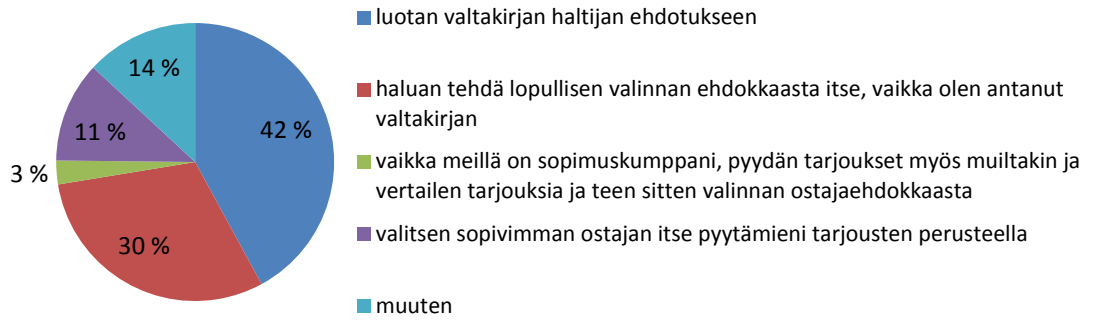 luotan valtakirjan haltijan ehdotukseen
14 %
haluan tehdä lopullisen valinnan ehdokkaasta itse, vaikka olen antanut
valtakirjan
42 %
11 %
3 %
vaikka meillä on sopimuskumppani, pyydän tarjoukset myös muiltakin ja
vertailen tarjouksia ja teen sitten valinnan ostajaehdokkaasta
30 %
valitsen sopivimman ostajan itse pyytämieni tarjousten perusteella
muuten